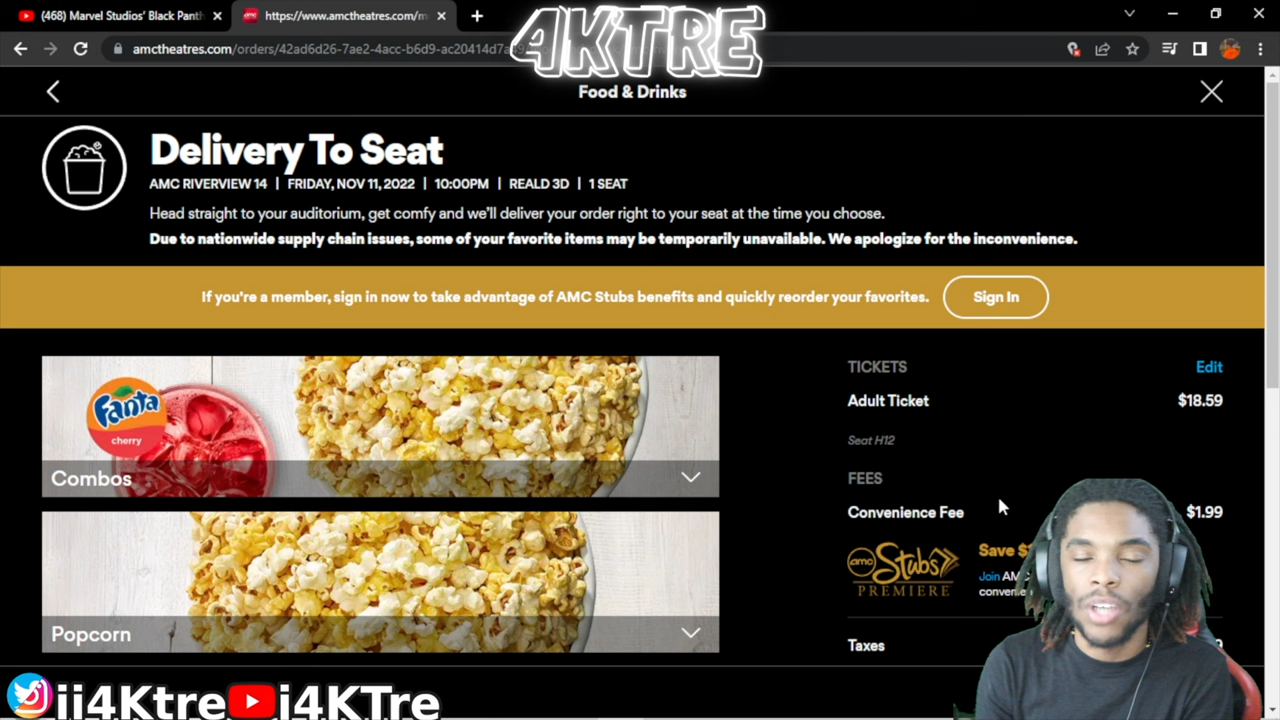 (468) Marvel Studios' Black Panth
https://www.amctheatres.com/m
4KTRE
amctheatres.com/orders/42ad6d26-7ae2-4acc-b6d9-ac20414d7a
Food & Drinks
Delivery To Seat
AMC RIVERVIEW 14 | FRIDAY, NOV 11, 2022 | 10:00PM | REALD 3D | 1 SEAT
Head straight to your auditorium, get comfy and we'll deliver your order right to your seat at the time you choose.
Due to nationwide supply chain issues, some of your favorite items may be temporarily unavailable. We apologize for the inconvenience.
If you're a member, sign in now to take advantage of AMC Stubs benefits and quickly reorder your favorites.
Sign In
Fanta
cherry
Combos
Popcorn
TICKETS
Edit
Adult Ticket
$18.59
Seat H12
FEES
Convenience Fee
$1.99
amc Stubs
PREMIERE
Save $
Join AMC
Taxes
ii4Ktre
i4KTre